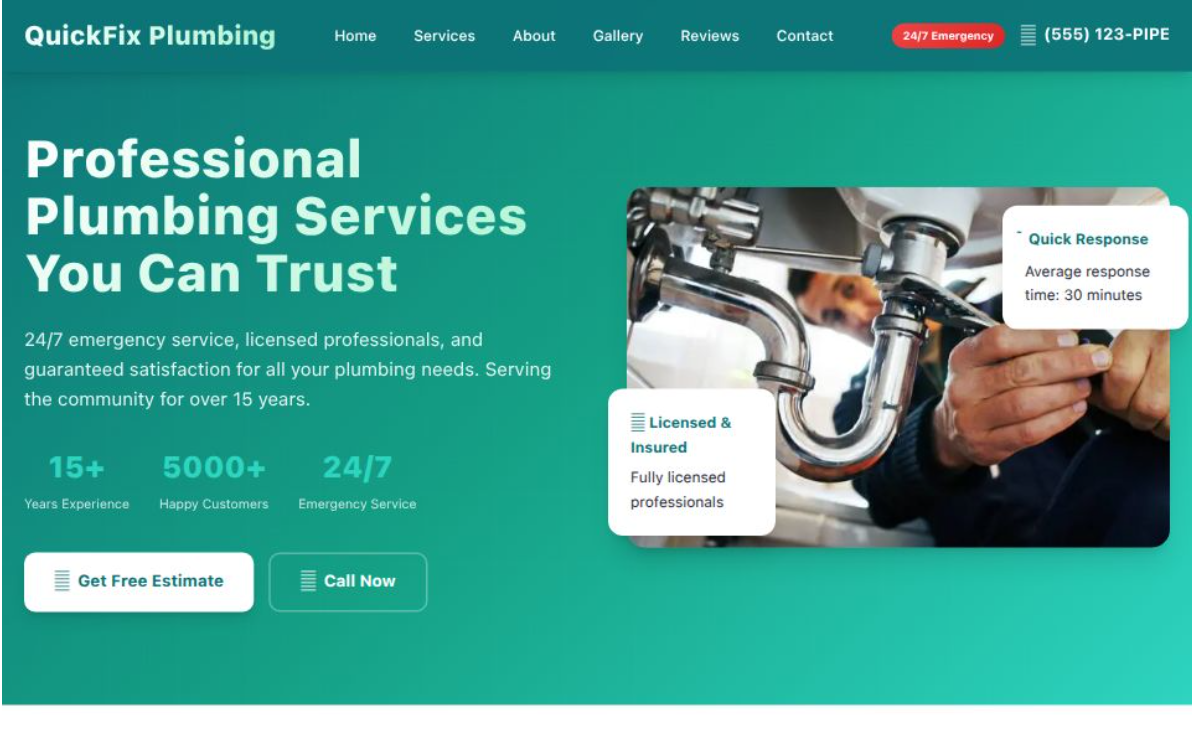 QuickFix Plumbing
Home
Services
About
Gallery
Reviews
Contact
24/7 Emergency
(555) 123-PIPE
Professional
Plumbing Services
You Can Trust
24/7 emergency service, licensed professionals, and
guaranteed satisfaction for all your plumbing needs. Serving
the community for over 15 years.
15+
Years Experience
5000+
Happy Customers
24/7
Emergency Service
Get Free Estimate
Call Now
Quick Response
Average response
time: 30 minutes
Licensed &
Insured
Fully licensed
professionals